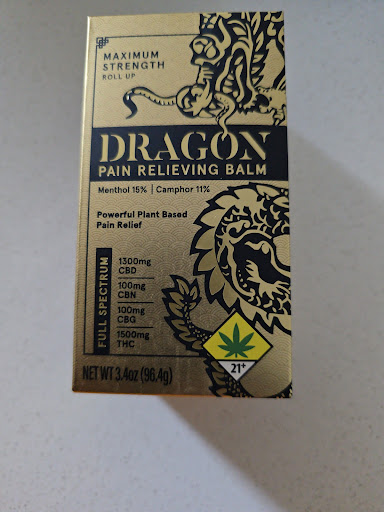 MAXIMUM
STRENGTH
ROLL UP
DRAGON
PAIN RELIEVING BALM
Menthol 15% | Camphor 11%
Powerful Plant Based
Pain Relief
FULL SPECTRUM
1300mg
CBD
100mg
CBN
100mg
CBG
1500mg
THC
21+
NET WT 3.4oz (96.4g)